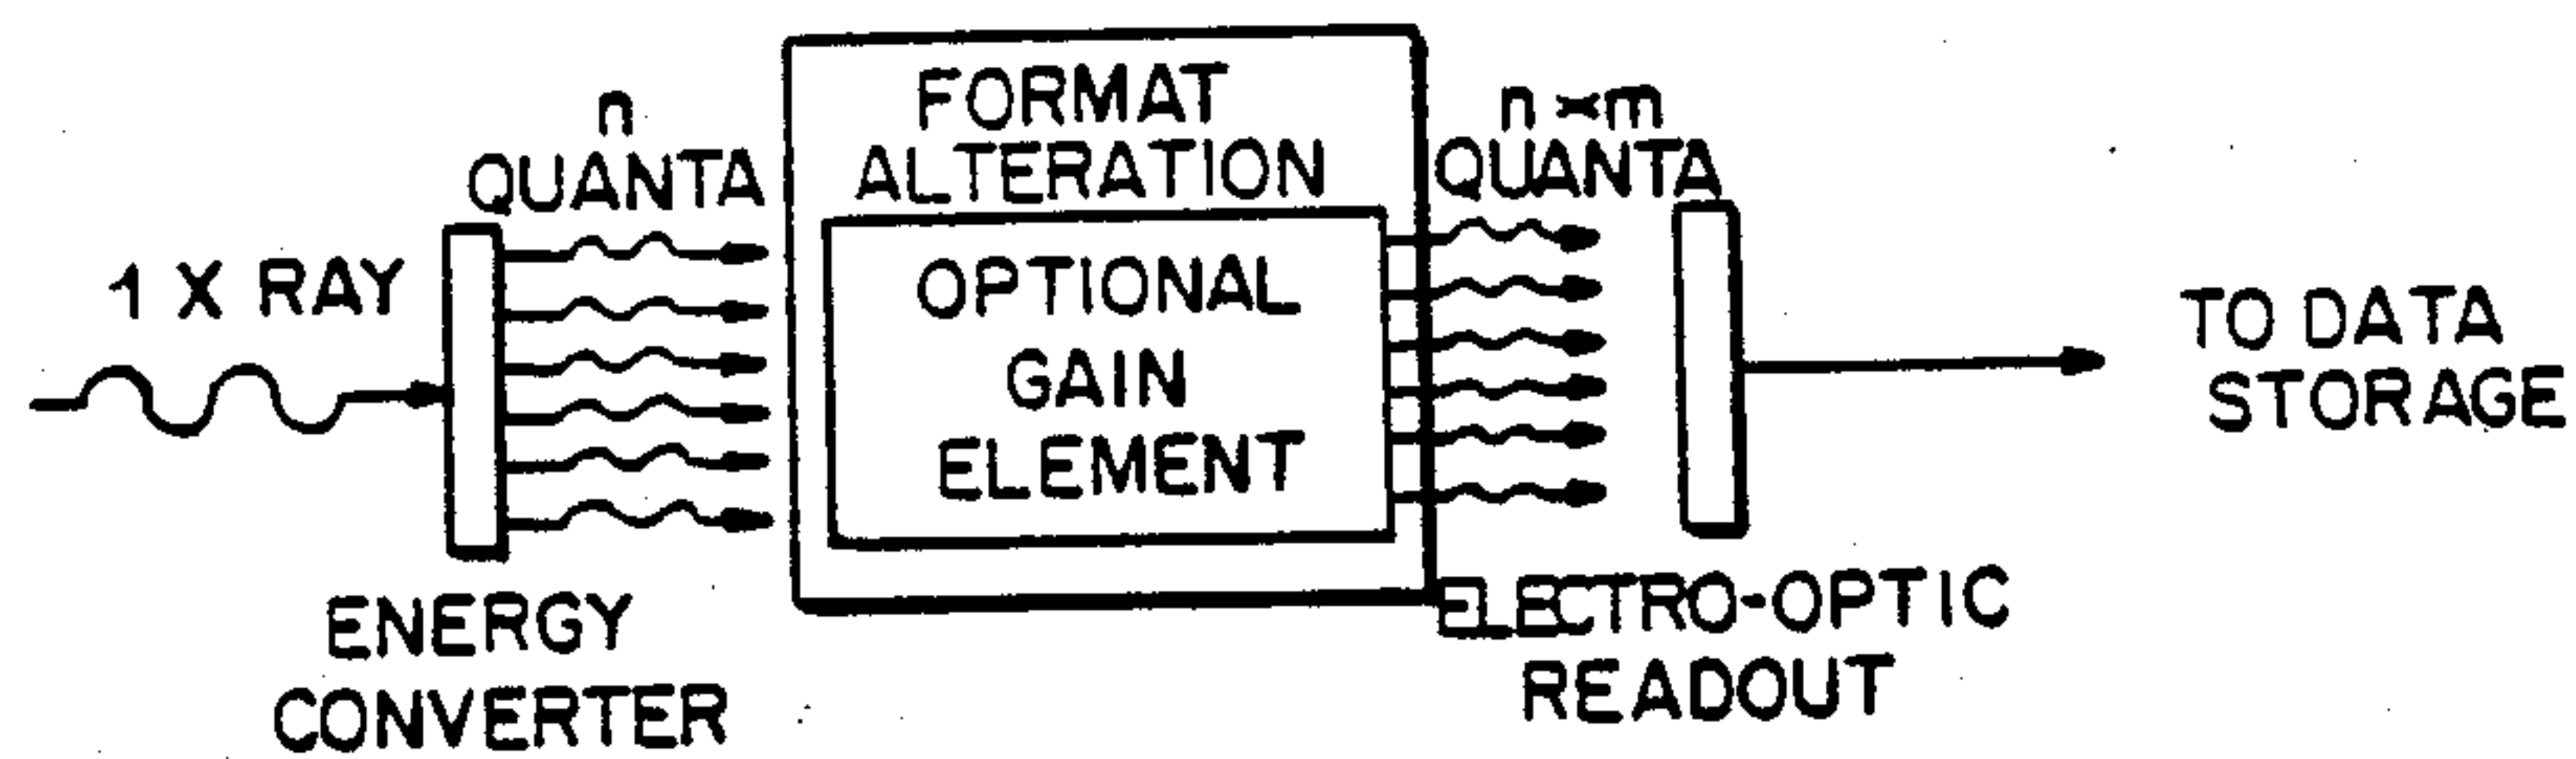 1 X RAY
n
QUANTA
ENERGY
CONVERTER
FORMAT
ALTERATION
OPTIONAL
GAIN
ELEMENT
n x m
QUANTA
ELECTRO-OPTIC
READOUT
TO DATA
STORAGE